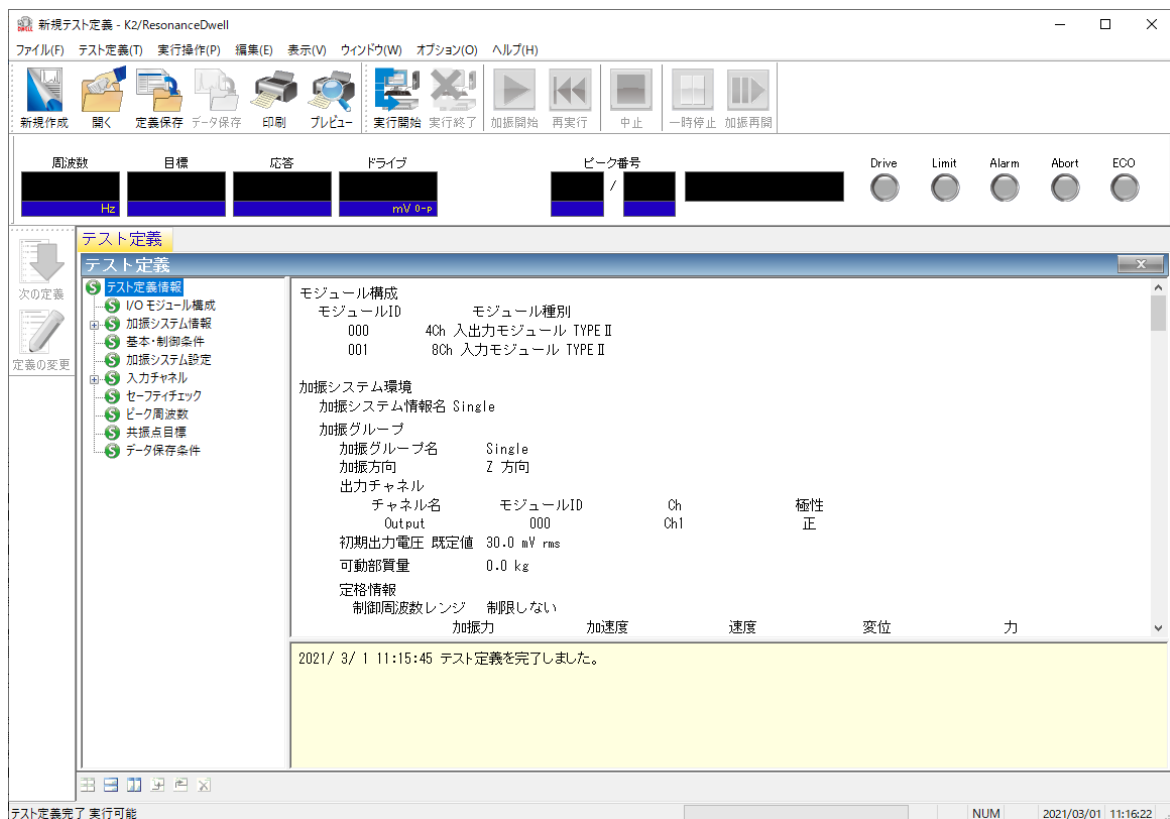 新規テスト定義 - K2/ResonanceDwell
ファイル(F) テスト定義(T) 実行操作(P) 編集(E) 表示(V) ウィンドウ(W) オプション(O) ヘルプ(H)
新規作成 開く 定義保存 データ保存 印刷 プレビュー 実行開始 実行終了 加振開始 再実行 中止 一時停止 加振再開
周波数 目標 応答 ドライブ ピーク番号 Drive Limit Alarm Abort ECO
/
Hz mV 0-p
テスト定義
テスト定義
次の定義
定義の変更
テスト定義情報
I/O モジュール構成
加振システム情報
基本・制御条件
加振システム設定
入力チャネル
セーフティチェック
ピーク周波数
共振点目標
データ保存条件
モジュール構成
モジュールID モジュール種別
000 4Ch 入出力モジュール TYPEⅡ
001 8Ch 入力モジュール TYPEⅡ
加振システム環境
加振システム情報名 Single
加振グループ
加振グループ名 Single
加振方向 Z 方向
出力チャネル
チャネル名 モジュールID Ch 極性
Output 000 Ch1 正
初期出力電圧 既定値 30.0 mV rms
可動部質量 0.0 kg
定格情報
制御周波数レンジ 制限しない
加振力 加速度 速度 変位 力
2021/ 3/ 1 11:15:45 テスト定義を完了しました。
テスト定義完了 実行可能 NUM 2021/03/01 11:16:22